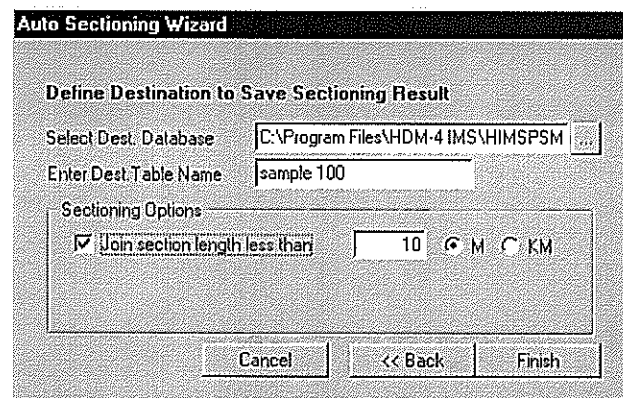 Auto Sectioning Wizard
Define Destination to Save Sectioning Result
Select Dest. Database C:\Program Files\HDM-4 IMS\HIMSPSM ...
Enter Dest.Table Name sample 100
Sectioning Options
Join section length less than 10 M KM
Cancel << Back Finish